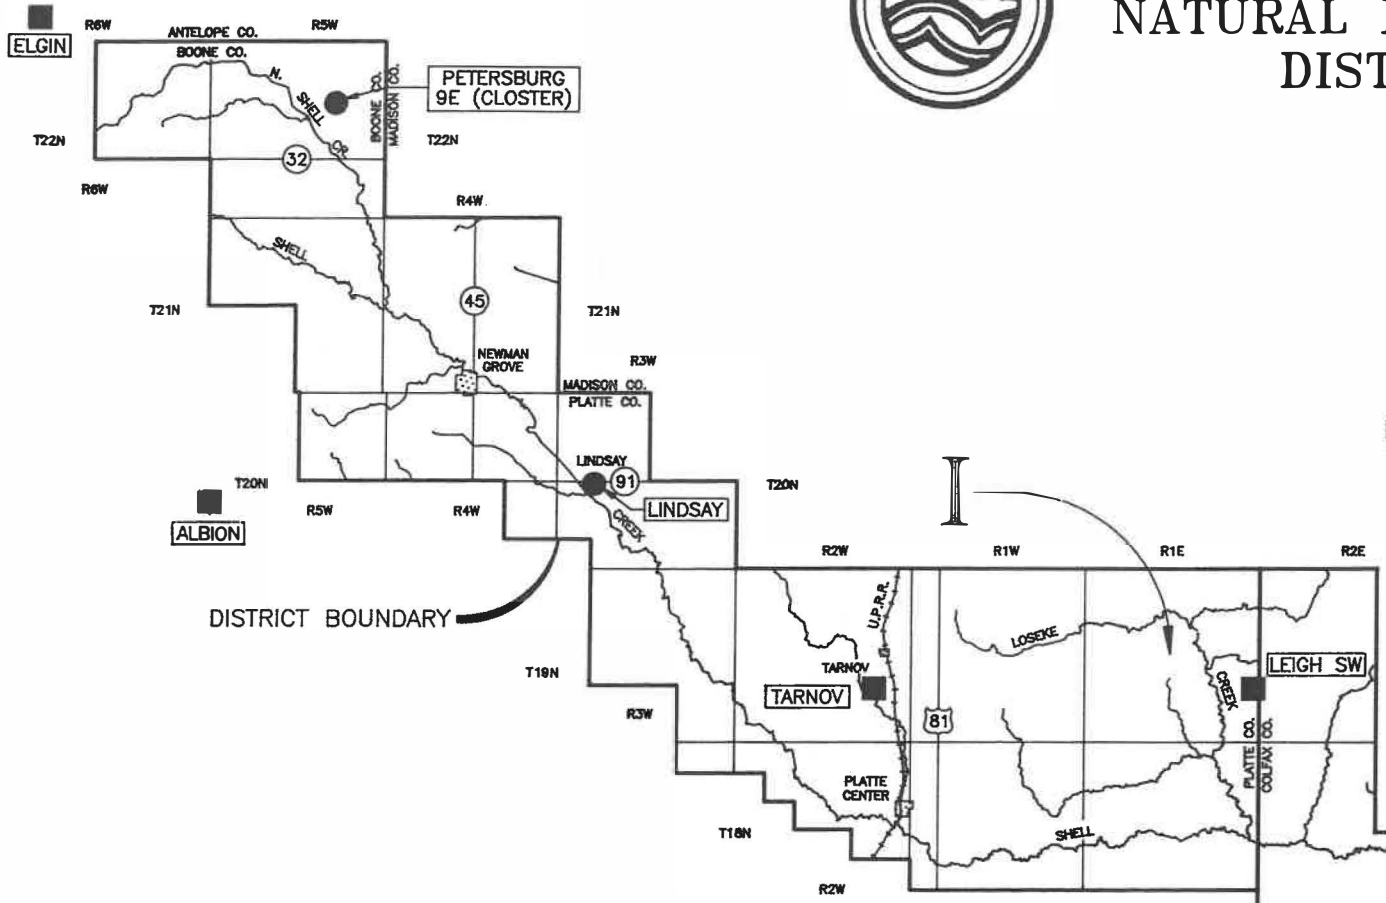 NATURAL
DIST
ELGIN
R6W
ANTELOPE CO.
R5W
BOONE CO.
N.
SHELL
CR.
PETERSBURG
9E (CLOSTER)
BOONE CO.
MADISON CO.
T22N
T22N
32
R6W
R4W
SHELL
T21N
45
T21N
NEWMAN
GROVE
R3W
MADISON CO.
PLATTE CO.
LINDSAY
91
T20N
T20N
I
ALBION
R5W
R4W
LINDSAY
CREEK
R2W
R1W
R1E
R2E
DISTRICT BOUNDARY
U.P.R.R.
LOSEKE
CREEK
T19N
TARNOV
TARNOV
LEIGH SW
R3W
81
PLATTE CO.
COLFAX CO.
PLATTE
CENTER
T18N
SHELL
R2W